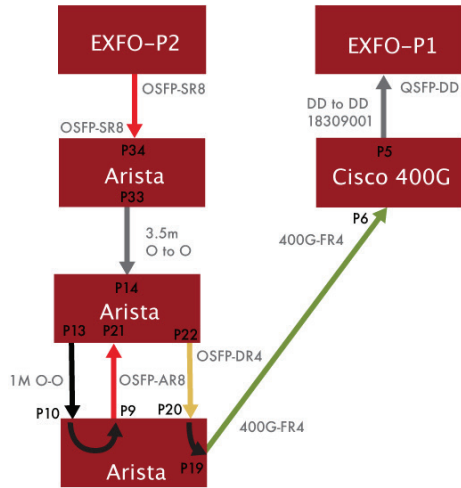 EXFO-P2
EXFO-P1
OSFP-SR8
QSFP-DD
DD to DD
18309001
OSFP-SR8
P34
Arista
P33
P5
Cisco 400G
P6
3.5m
O to O
400G-FR4
P14
Arista
P13
P21
P22
OSFP-DR4
1M O-O
OSFP-AR8
P10
P9
P20
400G-FR4
P19
Arista